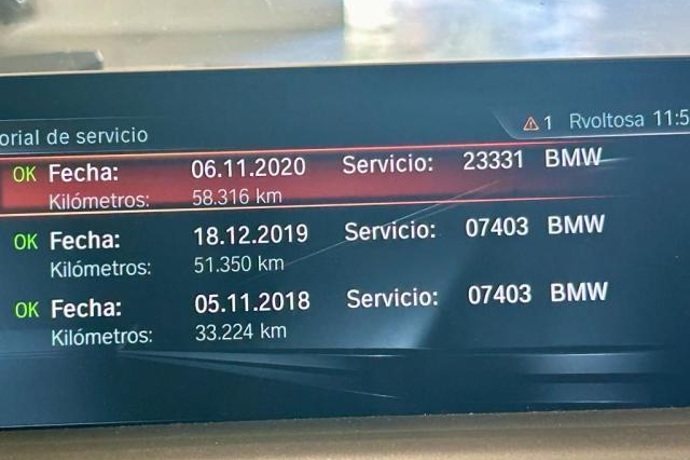 orial de servicio
1 Rvoltosa 11:5
OK Fecha: 06.11.2020 Servicio: 23331 BMW
Kilómetros: 58.316 km
OK Fecha: 18.12.2019 Servicio: 07403 BMW
Kilómetros: 51.350 km
OK Fecha: 05.11.2018 Servicio: 07403 BMW
Kilómetros: 33.224 km